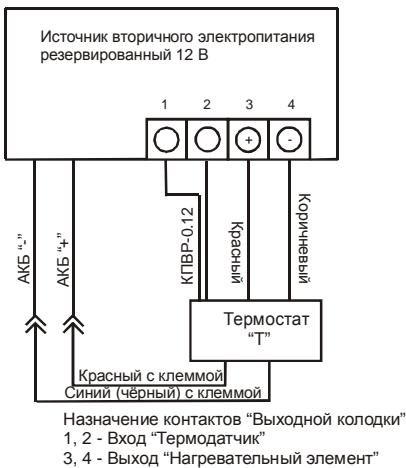 Источник вторичного электропитания
резервированный 12 В
1 2 3 4
+ -
АКБ “-”
АКБ “+”
КПВР-0.12
Красный
Коричневый
Термостат
“Т”
Красный с клеммой
Синий (чёрный) с клеммой
Назначение контактов “Выходной колодки”
1, 2 - Вход “Термодатчик”
3, 4 - Выход “Нагревательный элемент”